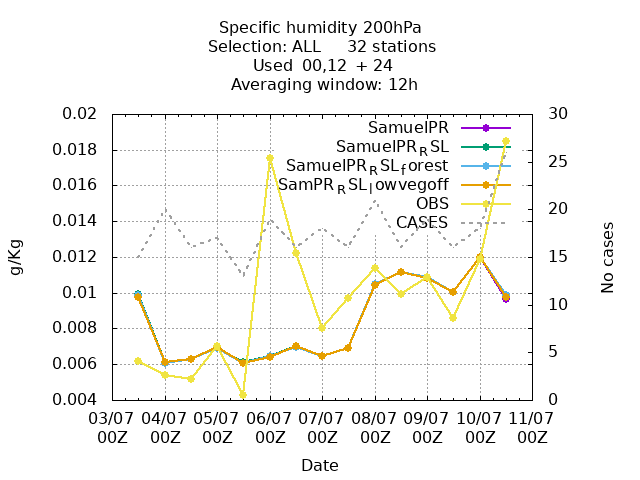 Specific humidity 200hPa
Selection: ALL 32 stations
Used 00,12 + 24
Averaging window: 12h
0.02
0.018
0.016
0.014
0.012
0.01
0.008
0.006
0.004
30
25
20
15
10
5
0
SamuelPR
SamuelPR_RSL
SamuelPR_RSL_forest
SamPR_RSL_lowvegoff
OBS
CASES
g/Kg
No cases
03/07 04/07 05/07 06/07 07/07 08/07 09/07 10/07 11/07
00Z 00Z 00Z 00Z 00Z 00Z 00Z 00Z 00Z
Date